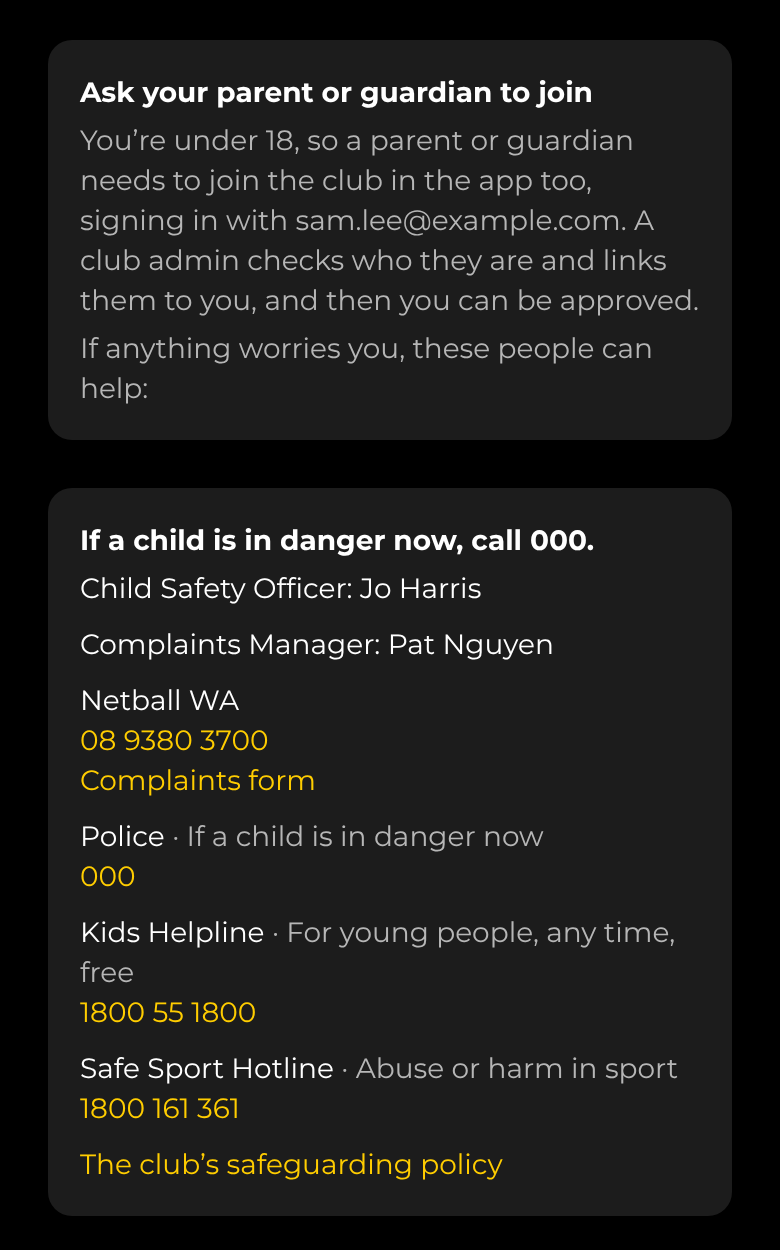 Ask your parent or guardian to join
You’re under 18, so a parent or guardian
needs to join the club in the app too,
signing in with sam.lee@example.com. A
club admin checks who they are and links
them to you, and then you can be approved.
If anything worries you, these people can
help:
If a child is in danger now, call 000.
Child Safety Officer: Jo Harris
Complaints Manager: Pat Nguyen
Netball WA
08 9380 3700
Complaints form
Police · If a child is in danger now
000
Kids Helpline · For young people, any time,
free
1800 55 1800
Safe Sport Hotline · Abuse or harm in sport
1800 161 361
The club’s safeguarding policy